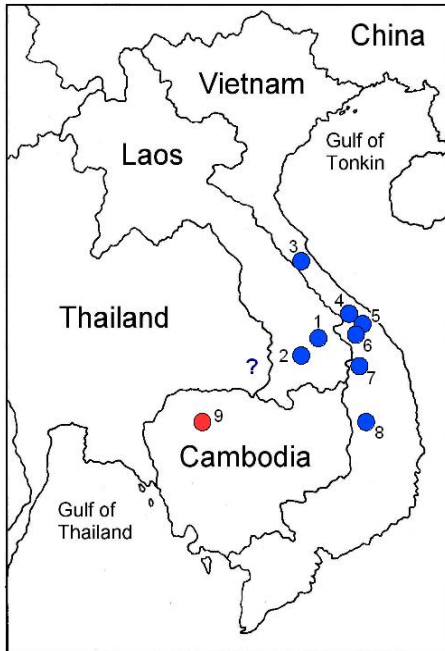 China
Vietnam
Gulf of
Tonkin
Laos
3
Thailand
4
5
1
6
2
?
7
9
8
Cambodia
Gulf of
Thailand